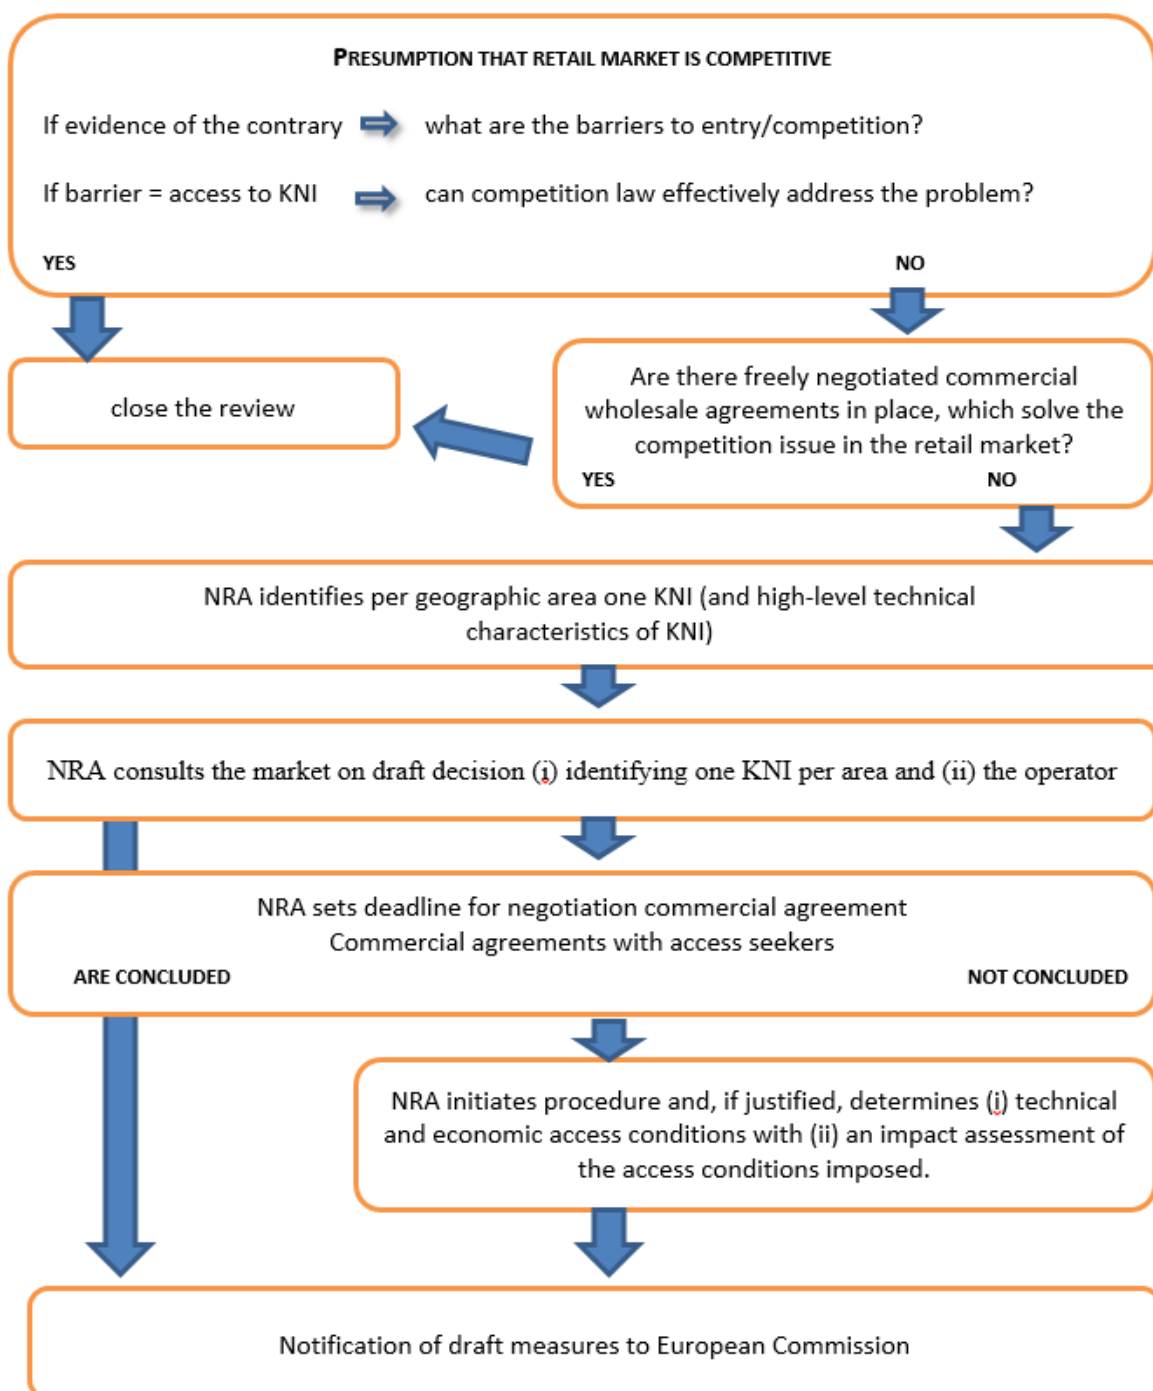 PRESUMPTION THAT RETAIL MARKET IS COMPETITIVE
If evidence of the contrary what are the barriers to entry/competition?
If barrier = access to KNI can competition law effectively address the problem?
YES NO
close the review
Are there freely negotiated commercial
wholesale agreements in place, which solve the
competition issue in the retail market?
YES NO
NRA identifies per geographic area one KNI (and high-level technical
characteristics of KNI)
NRA consults the market on draft decision (i) identifying one KNI per area and (ii) the operator
NRA sets deadline for negotiation commercial agreement
Commercial agreements with access seekers
ARE CONCLUDED NOT CONCLUDED
NRA initiates procedure and, if justified, determines (i) technical
and economic access conditions with (ii) an impact assessment of
the access conditions imposed.
Notification of draft measures to European Commission